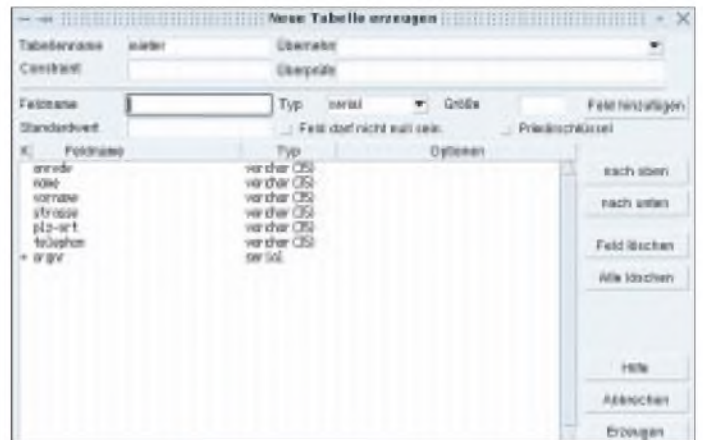 Neue Tabelle erzeugen
Tabellenname mieter Übernehm
Constraint Überprüfe
Feldname Typ serial Größe Feld hinzufügen
Standardwert Feld darf nicht null sein. Primärschlüssel
K Feldname Typ Optionen
anrede varchar (35)
name varchar (35)
vorname varchar (35)
strasse varchar (35)
plz-ort varchar (35)
telephon varchar (35)
serial
nach oben
nach unten
Feld löschen
Alle löschen
Hilfe
Abbrechen
Erzeugen